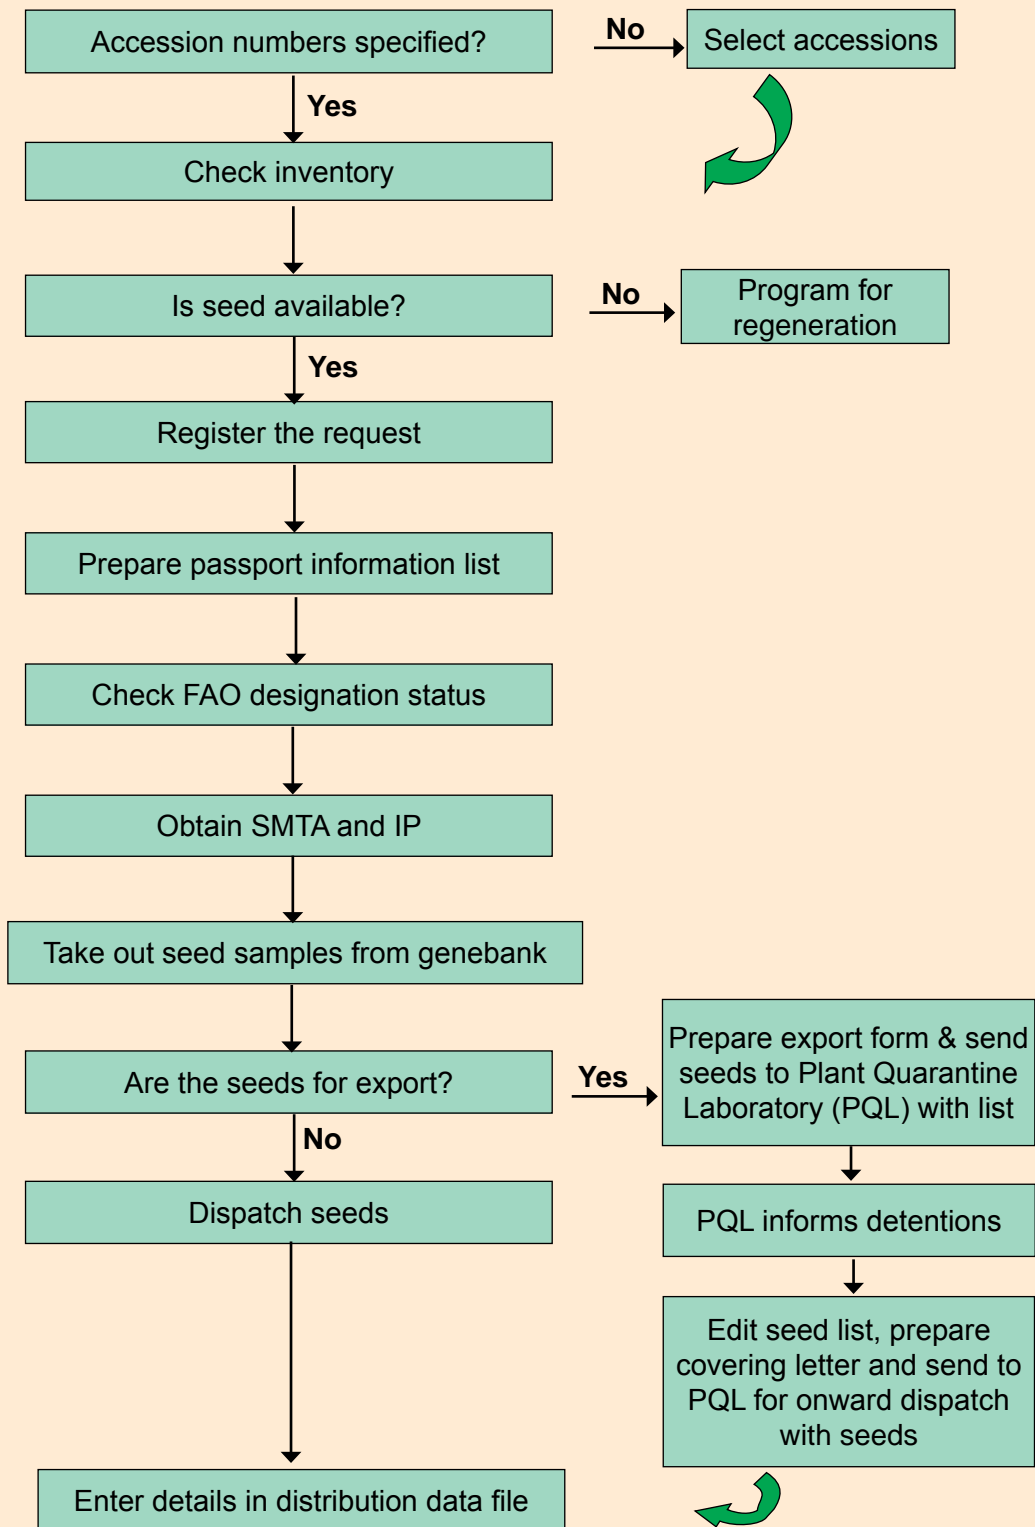 Accession numbers specified?
No
Select accessions
Yes
Check inventory
Is seed available?
No
Program for
regeneration
Yes
Register the request
Prepare passport information list
Check FAO designation status
Obtain SMTA and IP
Take out seed samples from genebank
Are the seeds for export?
Yes
Prepare export form & send
seeds to Plant Quarantine
Laboratory (PQL) with list
No
Dispatch seeds
PQL informs detentions
Edit seed list, prepare
covering letter and send to
PQL for onward dispatch
with seeds
Enter details in distribution data file